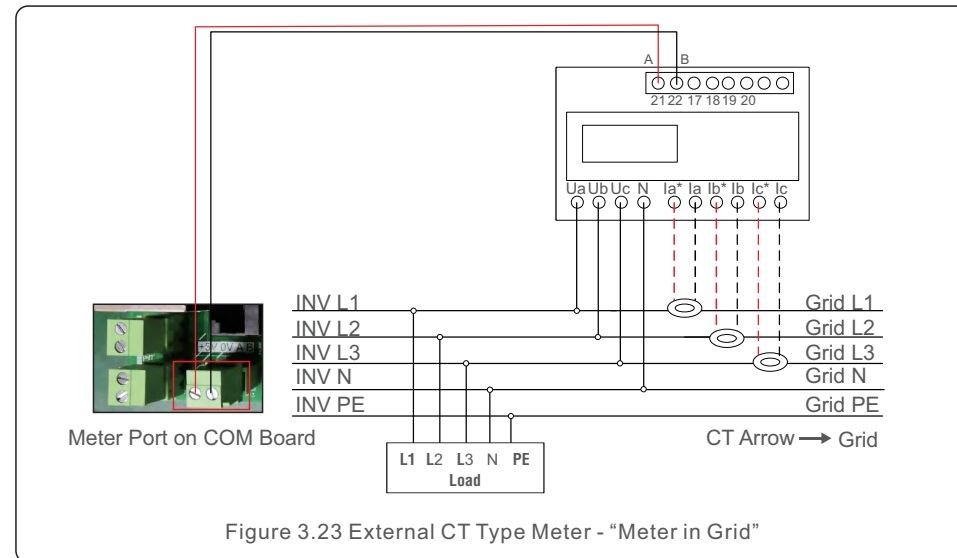 A B
21 22 17 18 19 20
Ua Ub Uc N Ia* Ia Ib* Ib Ic* Ic
INV L1 Grid L1
INV L2 Grid L2
INV L3 Grid L3
INV N Grid N
INV PE Grid PE
+3V 0V A B
Meter Port on COM Board
CT Arrow → Grid
L1 L2 L3 N PE
Load
Figure 3.23 External CT Type Meter - “Meter in Grid”